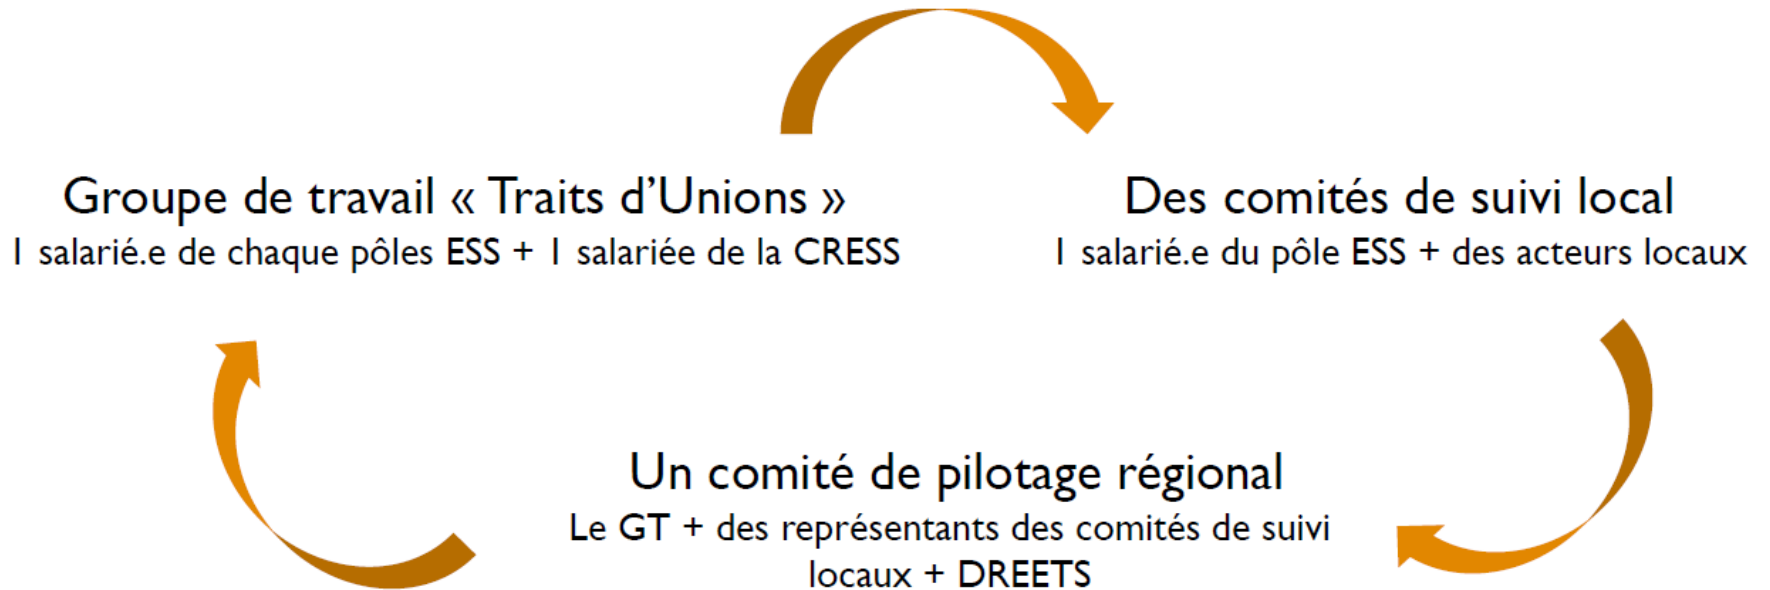 Groupe de travail « Traits d’Unions »
1 salarié.e de chaque pôles ESS + 1 salariée de la CRESS
Des comités de suivi local
1 salarié.e du pôle ESS + des acteurs locaux
Un comité de pilotage régional
Le GT + des représentants des comités de suivi
locaux + DREETS